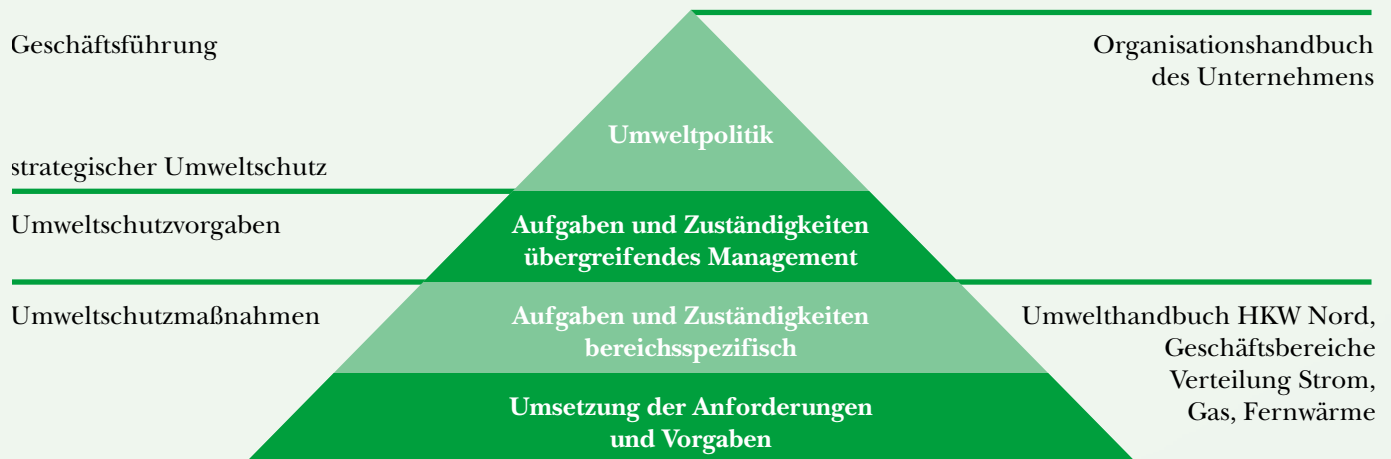 Geschäftsführung
Organisationshandbuch
des Unternehmens
Umweltpolitik
strategischer Umweltschutz
Umweltschutzvorgaben
Aufgaben und Zuständigkeiten
übergreifendes Management
Umweltschutzmaßnahmen
Aufgaben und Zuständigkeiten
bereichsspezifisch
Umwelthandbuch HKW Nord,
Geschäftsbereiche
Verteilung Strom,
Gas, Fernwärme
Umsetzung der Anforderungen
und Vorgaben